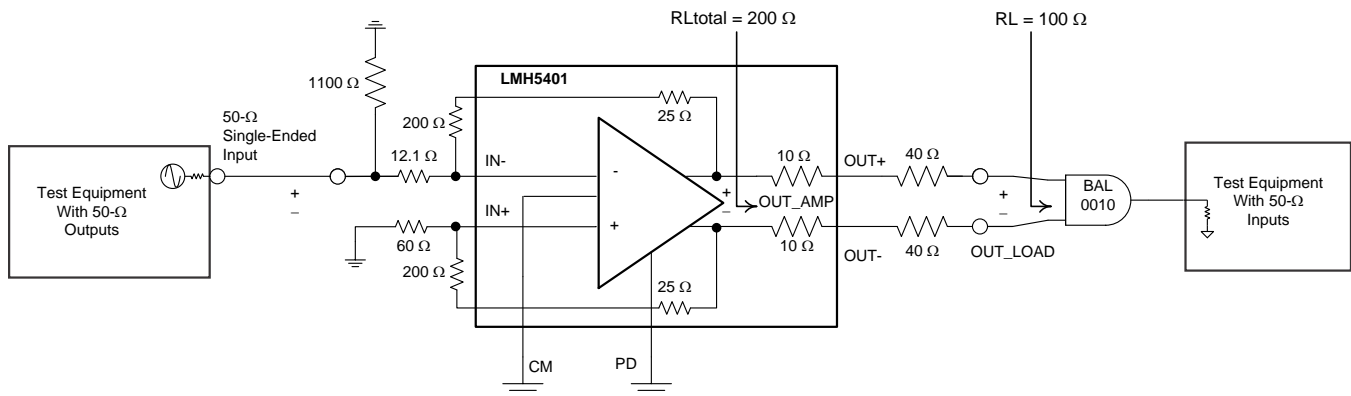 RLtotal = 200 Ω
RL = 100 Ω
1100 Ω
LMH5401
25 Ω
200 Ω
50-Ω
Single-Ended
Input
12.1 Ω
IN-
10 Ω
OUT+
40 Ω
Test Equipment
With 50-Ω
Outputs
+
–
-
+
–
OUT_AMP
+
–
BAL
0010
Test Equipment
With 50-Ω
Inputs
IN+
60 Ω
+
10 Ω
OUT-
40 Ω
OUT_LOAD
200 Ω
25 Ω
CM
PD